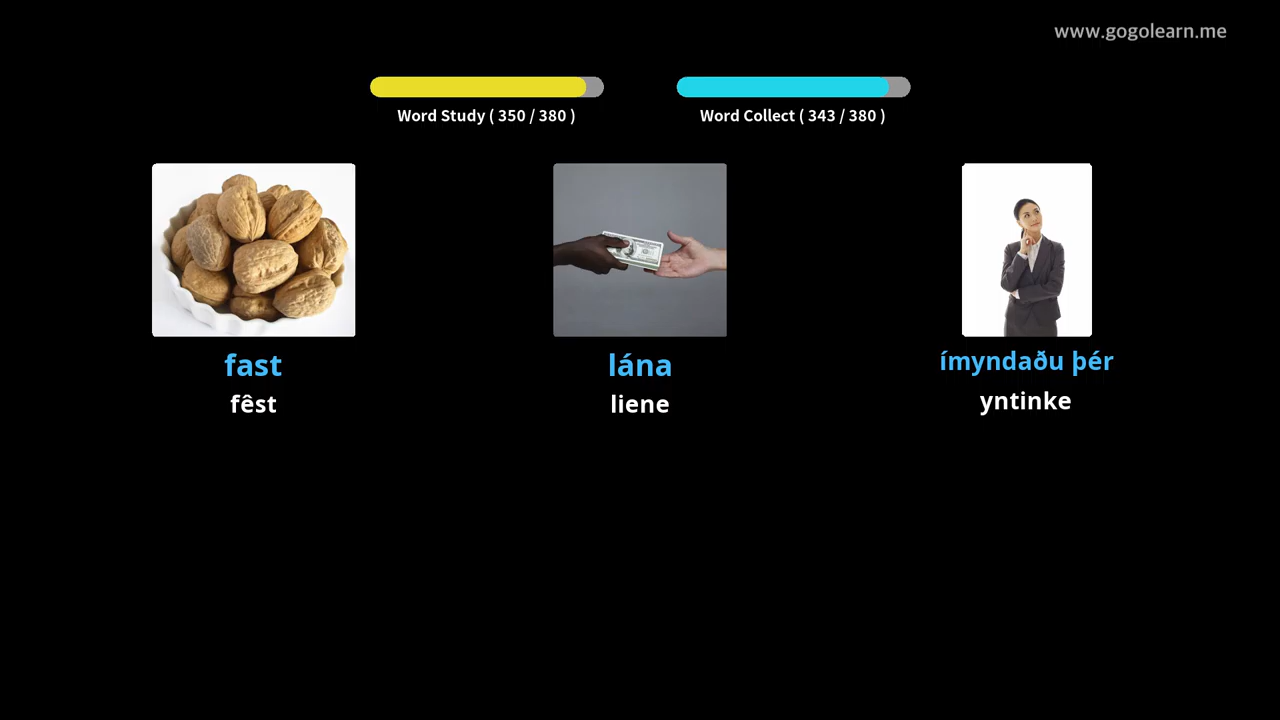 www.gogolearn.me
Word Study ( 350 / 380 )
Word Collect ( 343 / 380 )
fast
fêst
lána
liene
ímyndaðu þér
yntinke